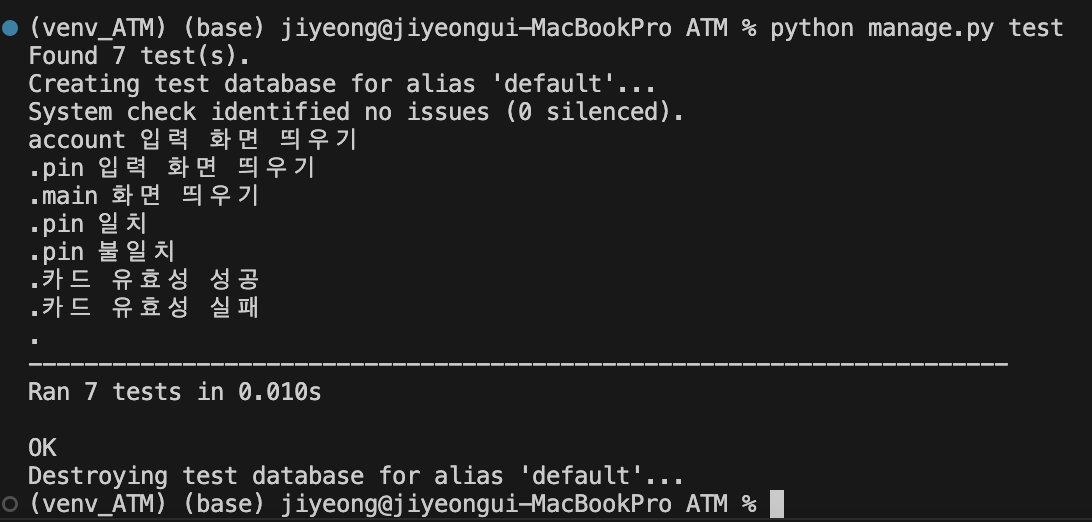 (venv_ATM) (base) jiyeong@jiyeongui-MacBookPro ATM % python manage.py test
Found 7 test(s).
Creating test database for alias 'default'...
System check identified no issues (0 silenced).
account 입력 화면 띄우기
.pin 입력 화면 띄우기
.main 화면 띄우기
.pin 일치
.pin 불일치
.카드 유효성 성공
.카드 유효성 실패
.
----------------------------------------------------------------------
Ran 7 tests in 0.010s
OK
Destroying test database for alias 'default'...
(venv_ATM) (base) jiyeong@jiyeongui-MacBookPro ATM %